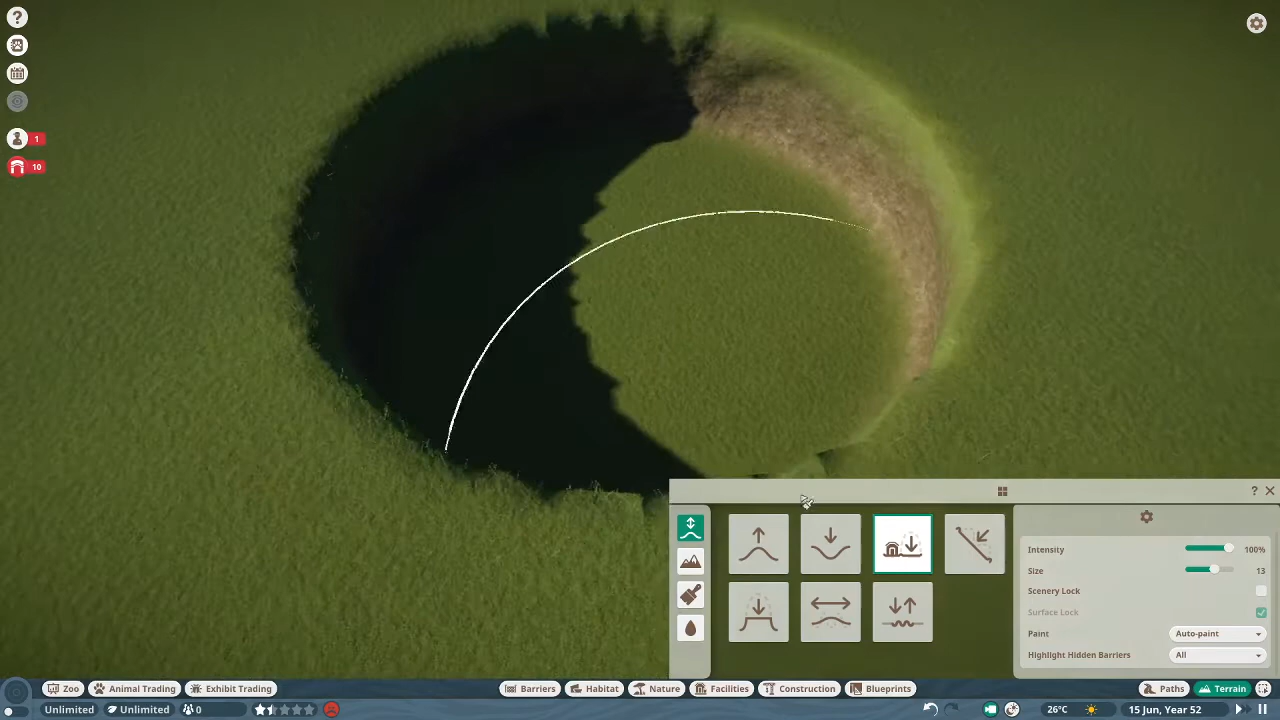 ?
1
10
? 
Intensity 100%
Size 13
Scenery Lock
Surface Lock
Paint Auto-paint
Highlight Hidden Barriers All
Zoo Animal Trading Exhibit Trading Barriers Habitat Nature Facilities Construction Blueprints Paths Terrain
Unlimited Unlimited 0 26°C 15 Jun, Year 52